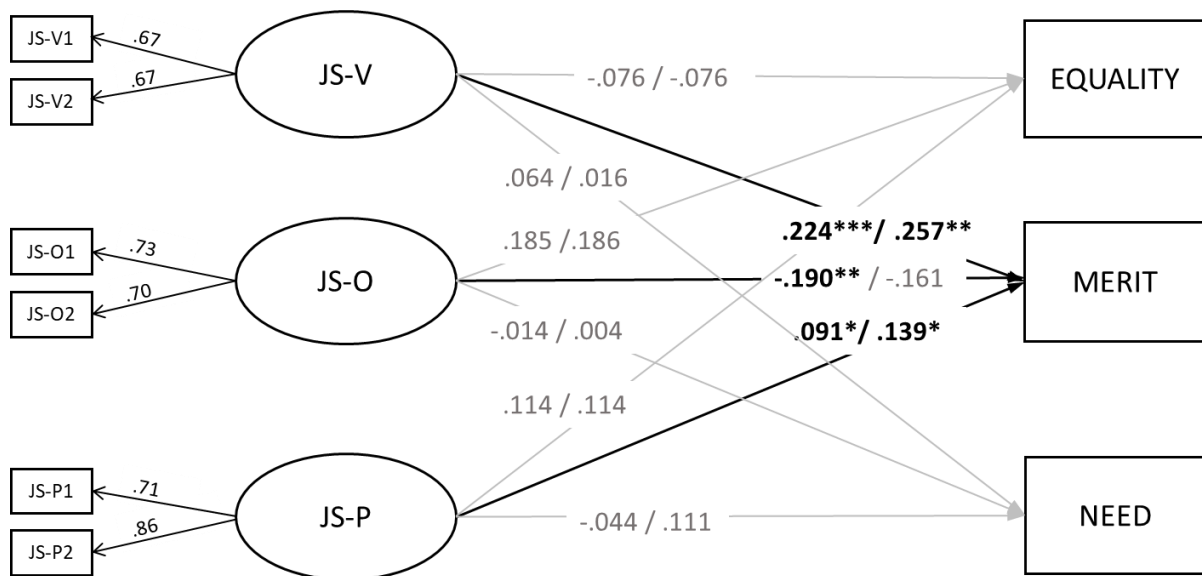 JS-V1
.67
JS-V2
.67
JS-V
-.076 / -.076
EQUALITY
.064 / .016
.185 /.186
.224***/ .257**
JS-O1
.73
JS-O2
.70
JS-O
-.190** / -.161
MERIT
-.014 / .004
.091*/ .139*
.114 / .114
JS-P1
.71
JS-P2
.86
JS-P
-.044 / .111
NEED